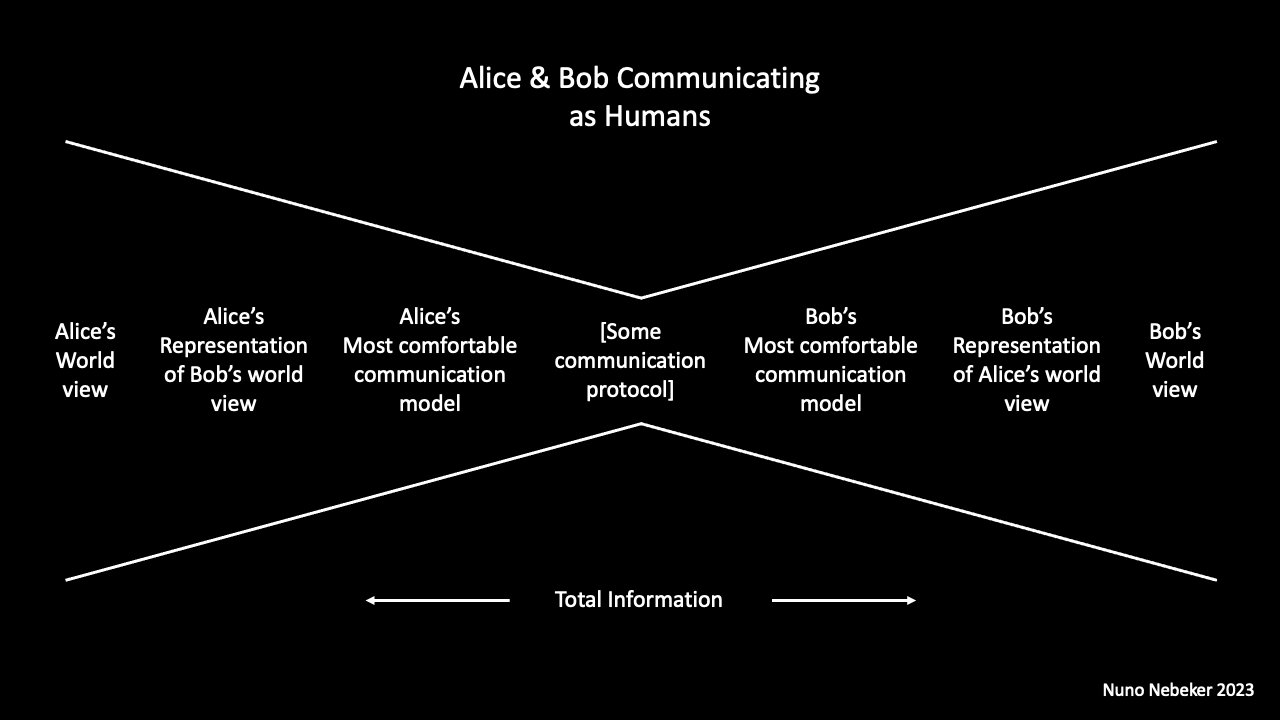 Alice & Bob Communicating
as Humans
Alice’s
World
view
Alice’s
Representation
of Bob’s world
view
Alice’s
Most comfortable
communication
model
[Some
communication
protocol]
Bob’s
Most comfortable
communication
model
Bob’s
Representation
of Alice’s world
view
Bob’s
World
view
Total Information
Nuno Nebeker 2023